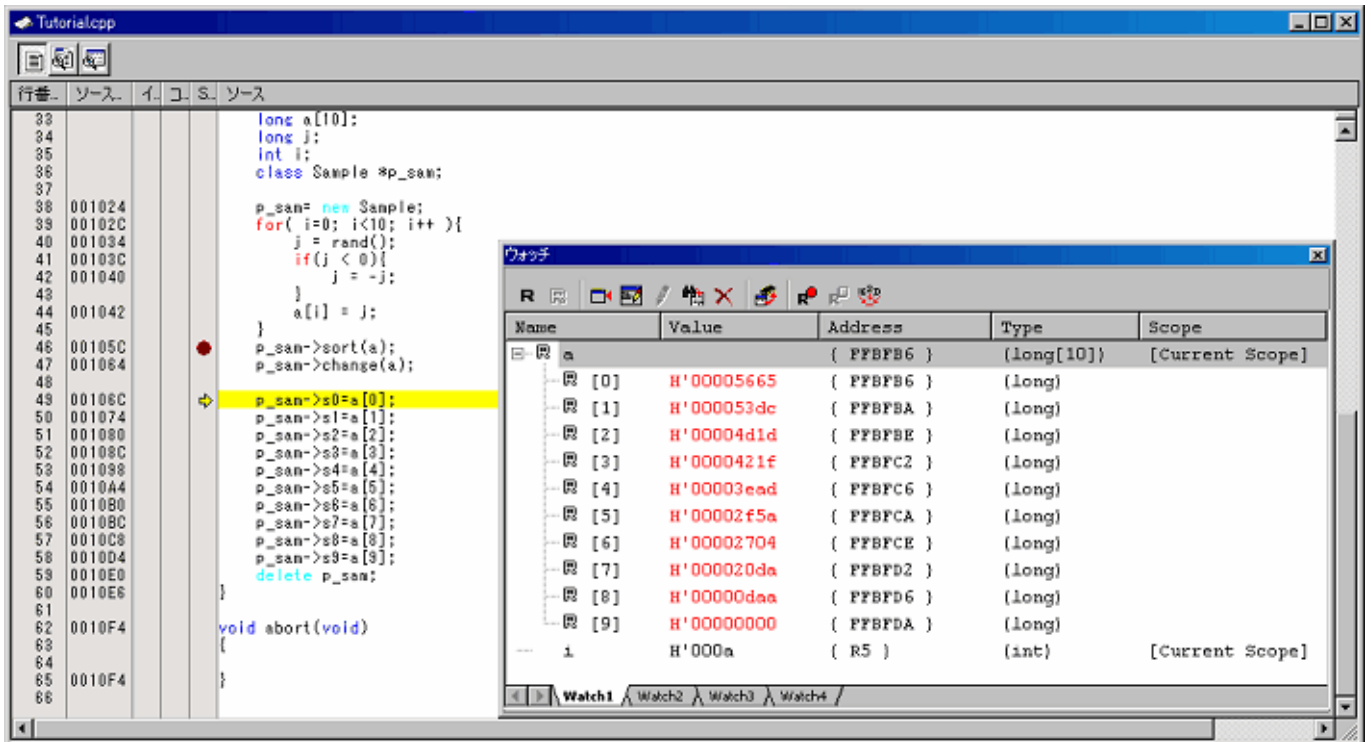 Tutorial.cpp
行番.. ソース.. イ.. コ.. S.. ソース
33 long a[10];
34 long j;
35 int i;
36 class Sample *p_sam;
37
38 001024 p_sam= new Sample;
39 00102C for( i=0; i<10; i++ ){
40 001034 j = rand();
41 00103C if(j < 0){
42 001040 j = -j;
43 }
44 001042 a[i] = j;
45 }
46 00105C p_sam->sort(a);
47 001064 p_sam->change(a);
48
49 00106C p_sam->s0=a[0];
50 001074 p_sam->s1=a[1];
51 001080 p_sam->s2=a[2];
52 00108C p_sam->s3=a[3];
53 001098 p_sam->s4=a[4];
54 0010A4 p_sam->s5=a[5];
55 0010B0 p_sam->s6=a[6];
56 0010BC p_sam->s7=a[7];
57 0010C8 p_sam->s8=a[8];
58 0010D4 p_sam->s9=a[9];
59 0010E0 delete p_sam;
60 0010E6 }
61
62 0010F4 void abort(void)
63 {
64
65 0010F4 }
66
ウォッチ
R
Name Value Address Type Scope
R a { FFBFB6 } (long[10]) [Current Scope]
R [0] H'00005665 { FFBFB6 } (long)
R [1] H'000053dc { FFBFBA } (long)
R [2] H'00004d1d { FFBFBE } (long)
R [3] H'0000421f { FFBFC2 } (long)
R [4] H'00003ead { FFBFC6 } (long)
R [5] H'00002f5a { FFBFCA } (long)
R [6] H'00002704 { FFBFCE } (long)
R [7] H'000020da { FFBFD2 } (long)
R [8] H'00000daa { FFBFD6 } (long)
R [9] H'00000000 { FFBFDA } (long)
i H'000a { R5 } (int) [Current Scope]
Watch1 Watch2 Watch3 Watch4